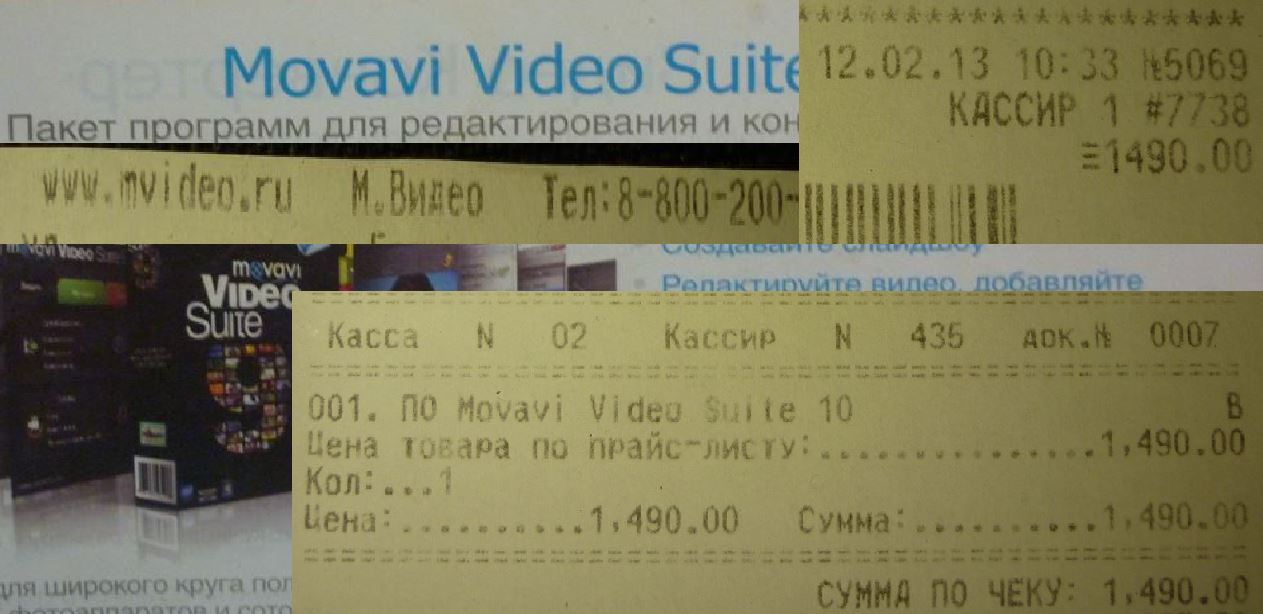 Movavi Video Suite
Пакет программ для редактирования и кон
12.02.13 10:33 №5069
КАССИР 1 #7738
≡1490.00
www.mvideo.ru М.Видео Тел:8-800-200-
Создавайте слайдшоу
Редактируйте видео, добавляйте
movavi Video Suite
movavi
VIDEO
SUITE
9
Касса N 02 Кассир N 435 док.№ 0007
001. ПО Movavi Video Suite 10 В
Цена товара по прайс-листу:...............1,490.00
Кол:...1
Цена:..........1,490.00 Сумма:..........1,490.00
СУММА ПО ЧЕКУ: 1,490.00
для широкого круга пол
фотоаппаратов и сото